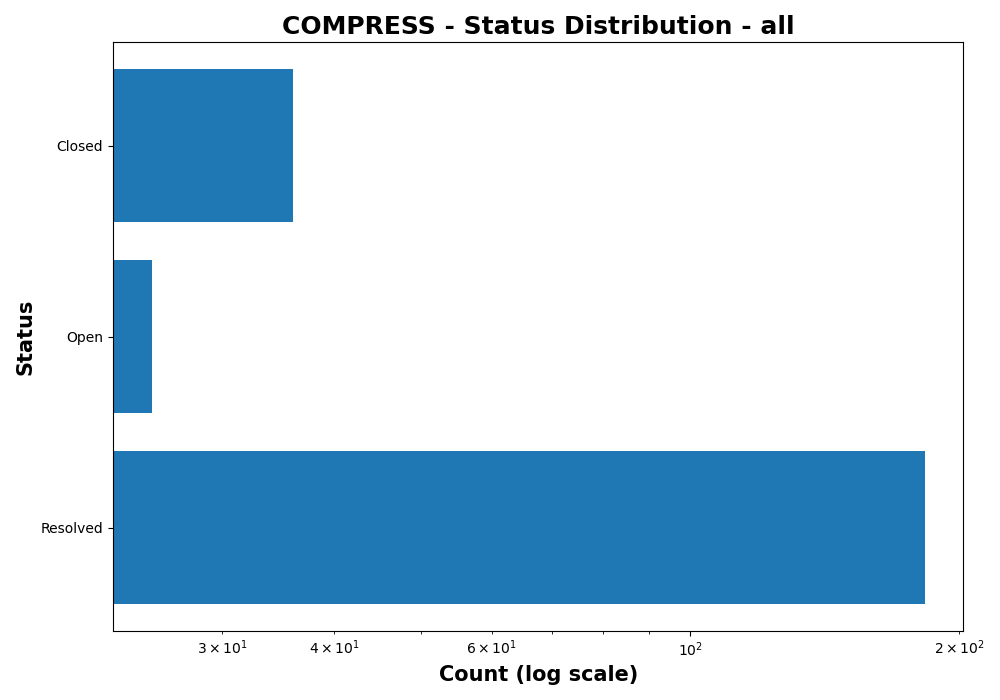 COMPRESS - Status Distribution - all
Closed
Open
Resolved
Status
3 × 10¹
4 × 10¹
6 × 10¹
10²
2 × 10²
Count (log scale)